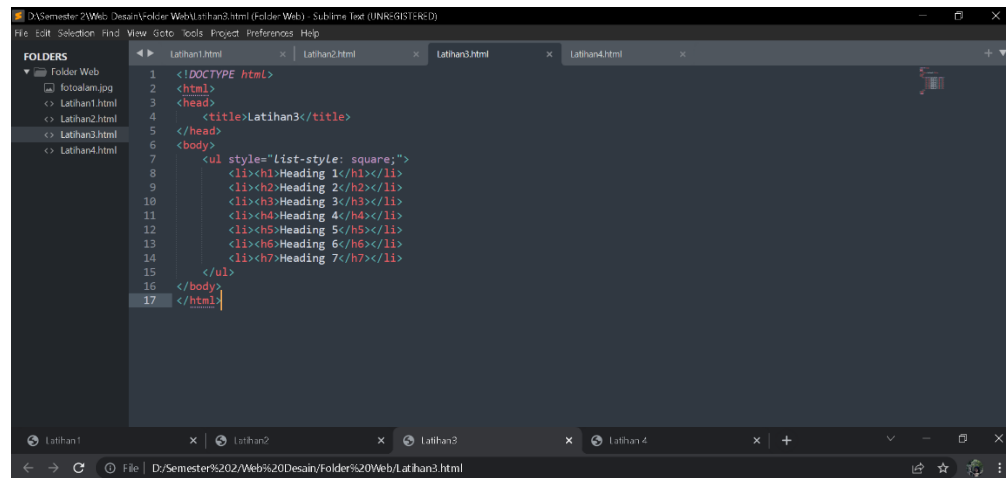 D:\Semester 2\Web Desain\Folder Web\Latihan3.html (Folder Web) - Sublime Text (UNREGISTERED)
File Edit Selection Find View Goto Tools Project Preferences Help
FOLDERS
Folder Web
fotoalam.jpg
Latihan1.html
Latihan2.html
Latihan3.html
Latihan4.html
Latihan1.html Latihan2.html Latihan3.html Latihan4.html
1 <!DOCTYPE html>
2 <html>
3 <head>
4 <title>Latihan3</title>
5 </head>
6 <body>
7 <ul style="list-style: square;">
8 <li><h1>Heading 1</h1></li>
9 <li><h2>Heading 2</h2></li>
10 <li><h3>Heading 3</h3></li>
11 <li><h4>Heading 4</h4></li>
12 <li><h5>Heading 5</h5></li>
13 <li><h6>Heading 6</h6></li>
14 <li><h7>Heading 7</h7></li>
15 </ul>
16 </body>
17 </html>
Latihan1 Latihan2 Latihan3 Latihan 4
File D:/Semester%202/Web%20Desain/Folder%20Web/Latihan3.html